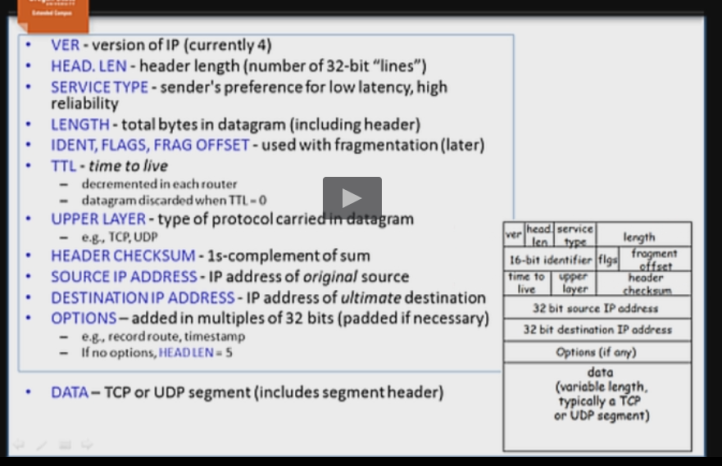 UNIVERSITY
Extended Campus
• VER - version of IP (currently 4)
• HEAD. LEN - header length (number of 32-bit “lines”)
• SERVICE TYPE - sender's preference for low latency, high
reliability
• LENGTH - total bytes in datagram (including header)
• IDENT, FLAGS, FRAG OFFSET - used with fragmentation (later)
• TTL - time to live
– decremented in each router
– datagram discarded when TTL = 0
• UPPER LAYER - type of protocol carried in datagram
– e.g., TCP, UDP
• HEADER CHECKSUM - 1s-complement of sum
• SOURCE IP ADDRESS - IP address of original source
• DESTINATION IP ADDRESS - IP address of ultimate destination
• OPTIONS – added in multiples of 32 bits (padded if necessary)
– e.g., record route, timestamp
– If no options, HEAD LEN = 5
• DATA – TCP or UDP segment (includes segment header)
ver head. len service type length
16-bit identifier flgs fragment offset
time to live upper layer header checksum
32 bit source IP address
32 bit destination IP address
Options (if any)
data
(variable length,
typically a TCP
or UDP segment)